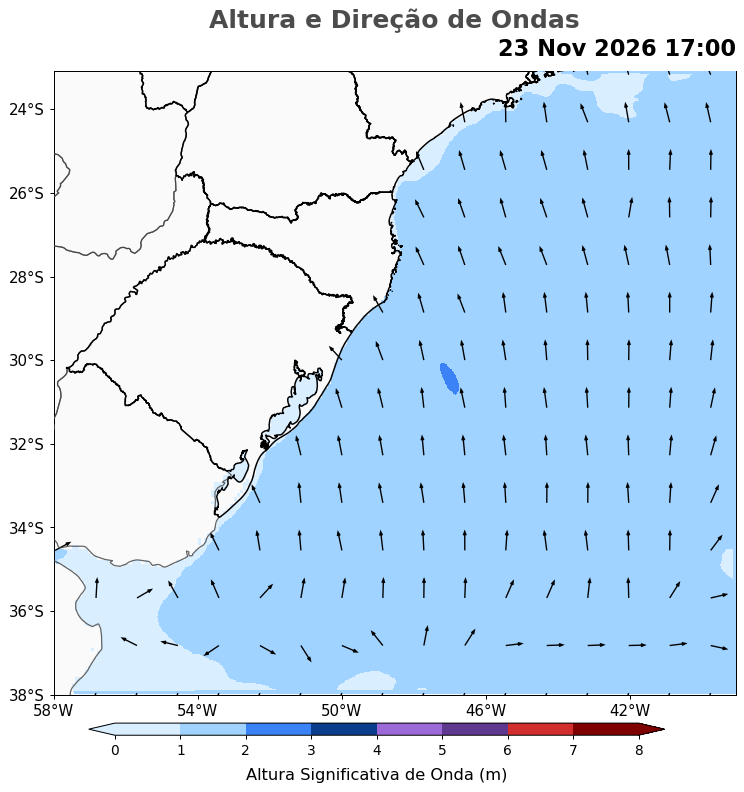 Altura e Direção de Ondas
23 Nov 2026 17:00
24°S
26°S
28°S
30°S
32°S
34°S
36°S
38°S
58°W 54°W 50°W 46°W 42°W
0 1 2 3 4 5 6 7 8
Altura Significativa de Onda (m)